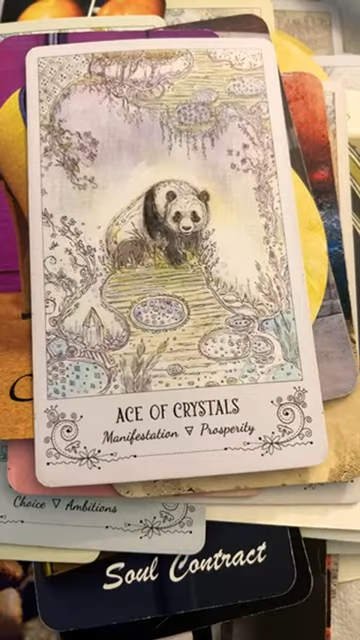 ACE OF CRYSTALS
Manifestation ▽ Prosperity
Choice ▽ Ambitions
Soul Contract